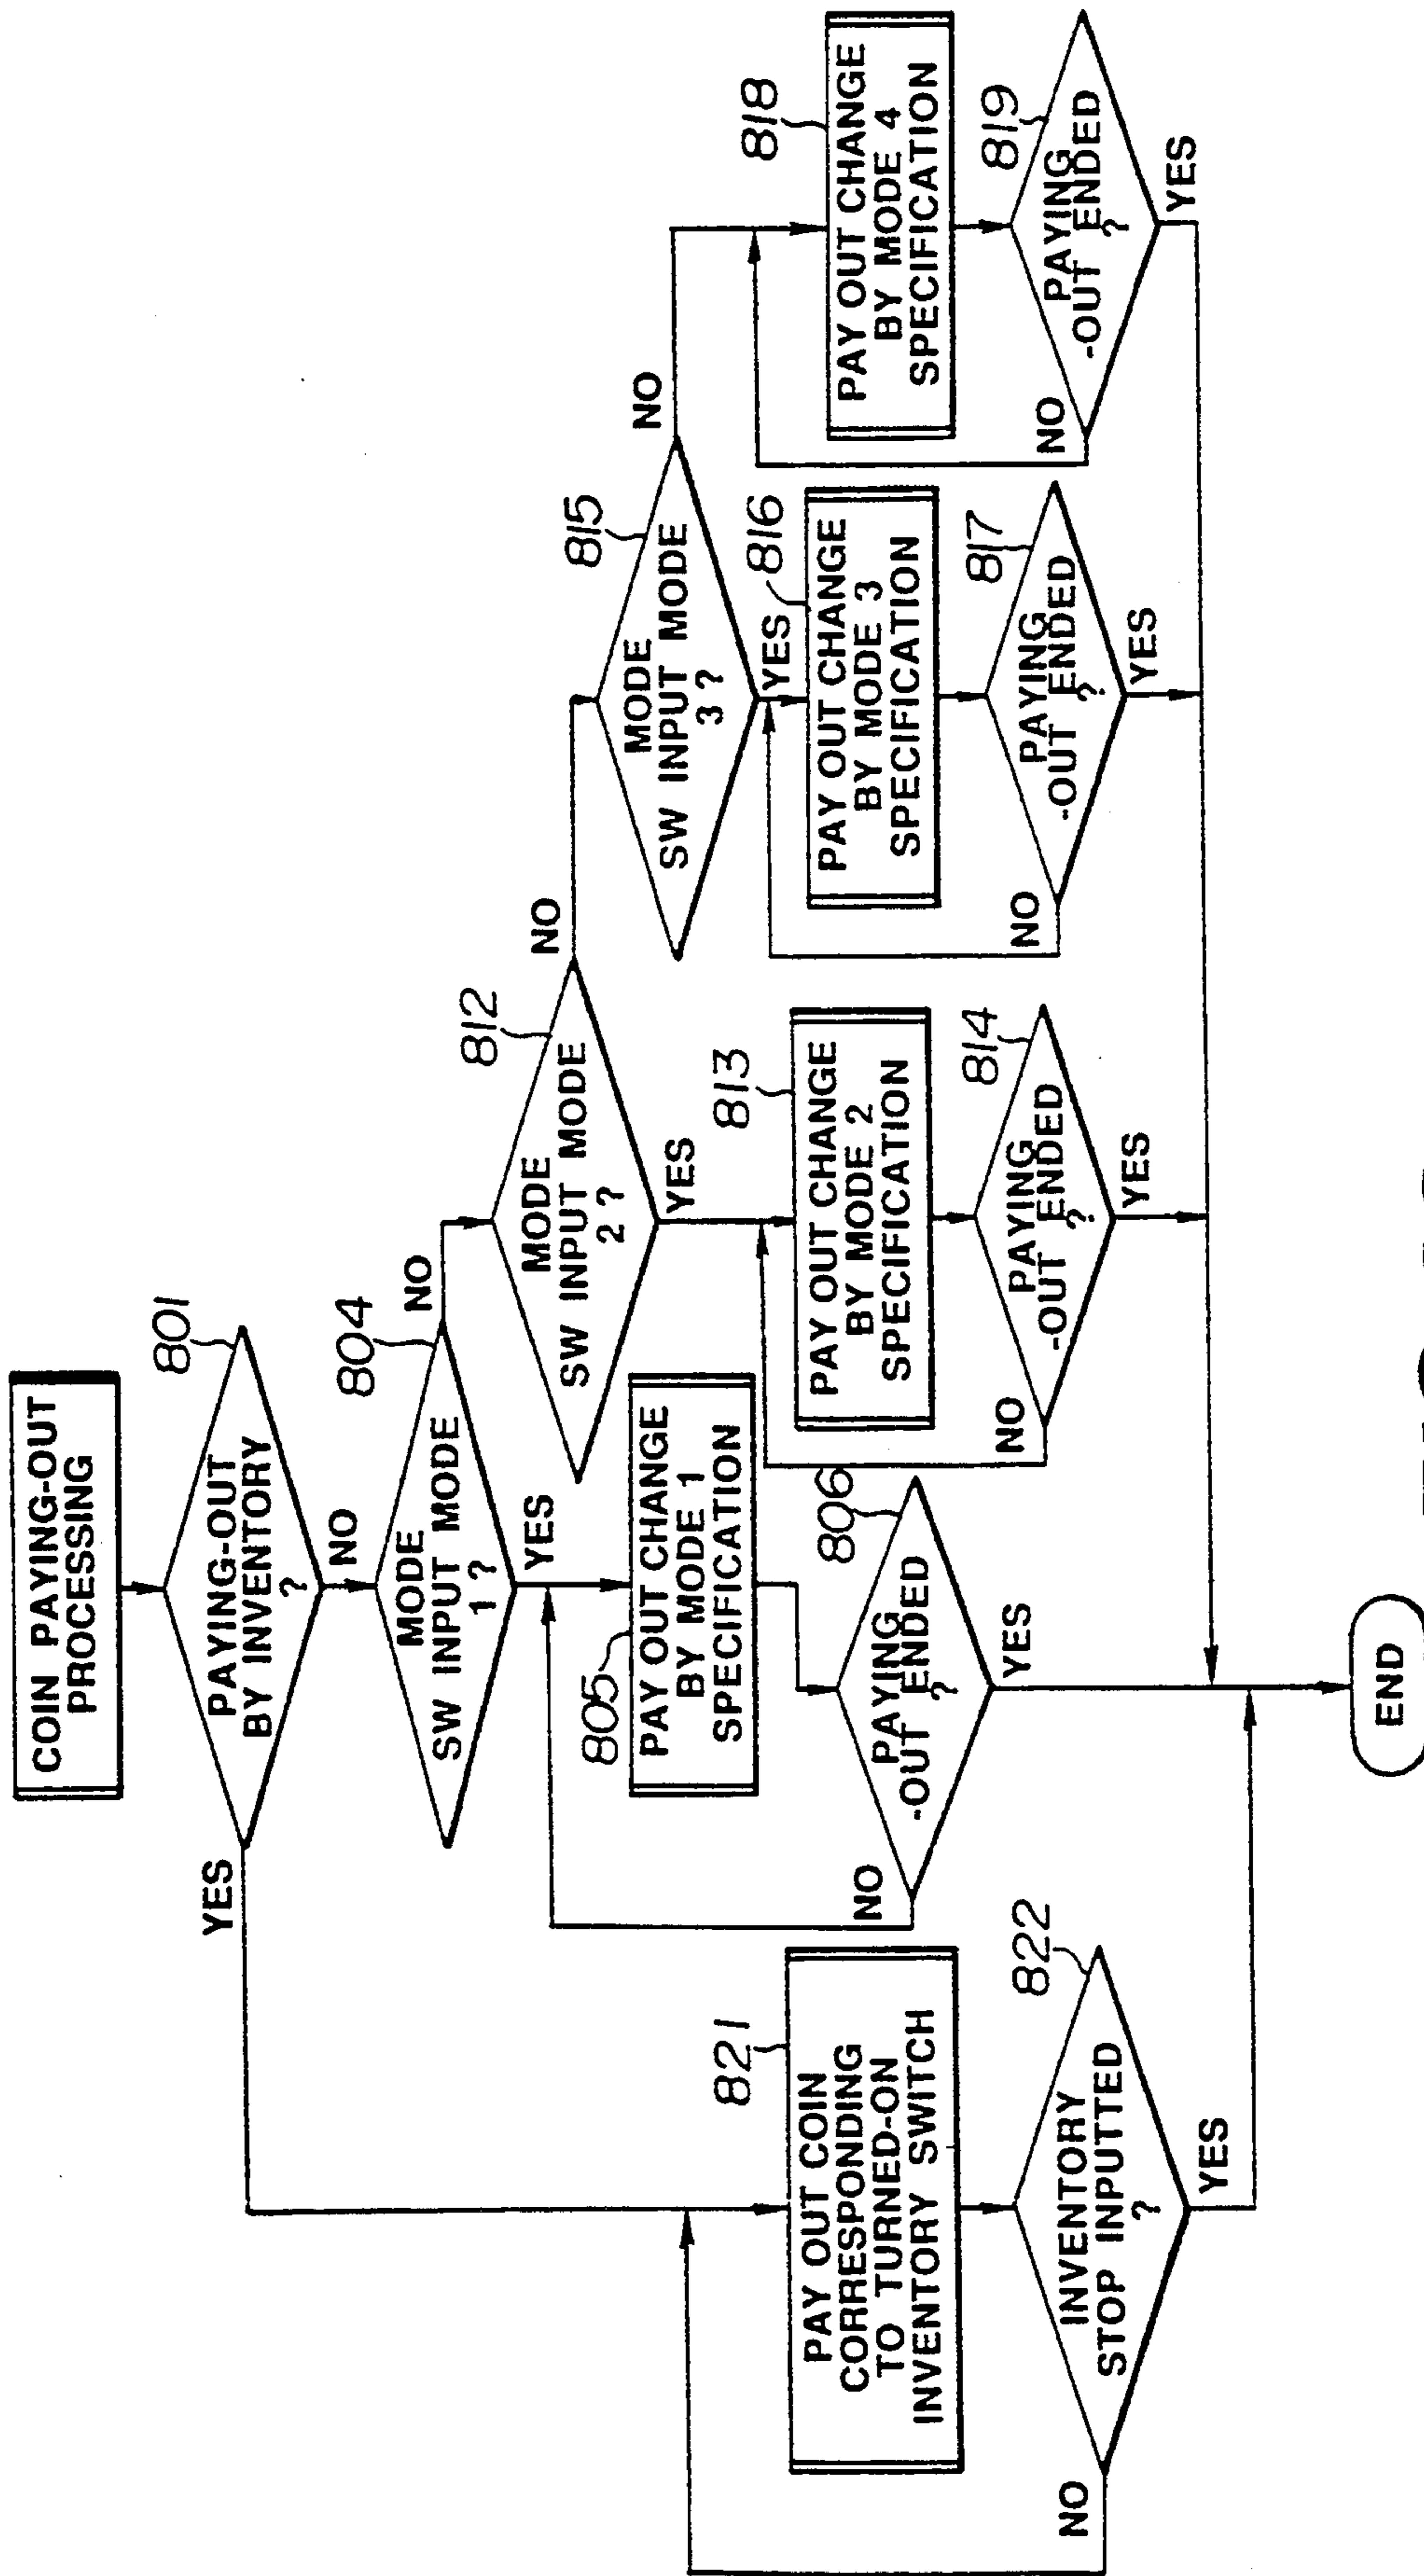 COIN PAYING-OUT
PROCESSING
801
PAYING-OUT
BY INVENTORY
?
YES
NO
804
MODE
SW INPUT MODE
1 ?
NO
YES
805
PAY OUT CHANGE
BY MODE 1
SPECIFICATION
806
PAYING
-OUT ENDED
?
NO
YES
812
MODE
SW INPUT MODE
2 ?
NO
YES
813
PAY OUT CHANGE
BY MODE 2
SPECIFICATION
814
PAYING
-OUT ENDED
?
NO
YES
815
MODE
SW INPUT MODE
3 ?
NO
YES
816
PAY OUT CHANGE
BY MODE 3
SPECIFICATION
817
PAYING
-OUT ENDED
?
NO
YES
818
PAY OUT CHANGE
BY MODE 4
SPECIFICATION
819
PAYING
-OUT ENDED
?
NO
YES
821
PAY OUT COIN
CORRESPONDING
TO TURNED-ON
INVENTORY SWITCH
822
INVENTORY
STOP INPUTTED
?
NO
YES
END